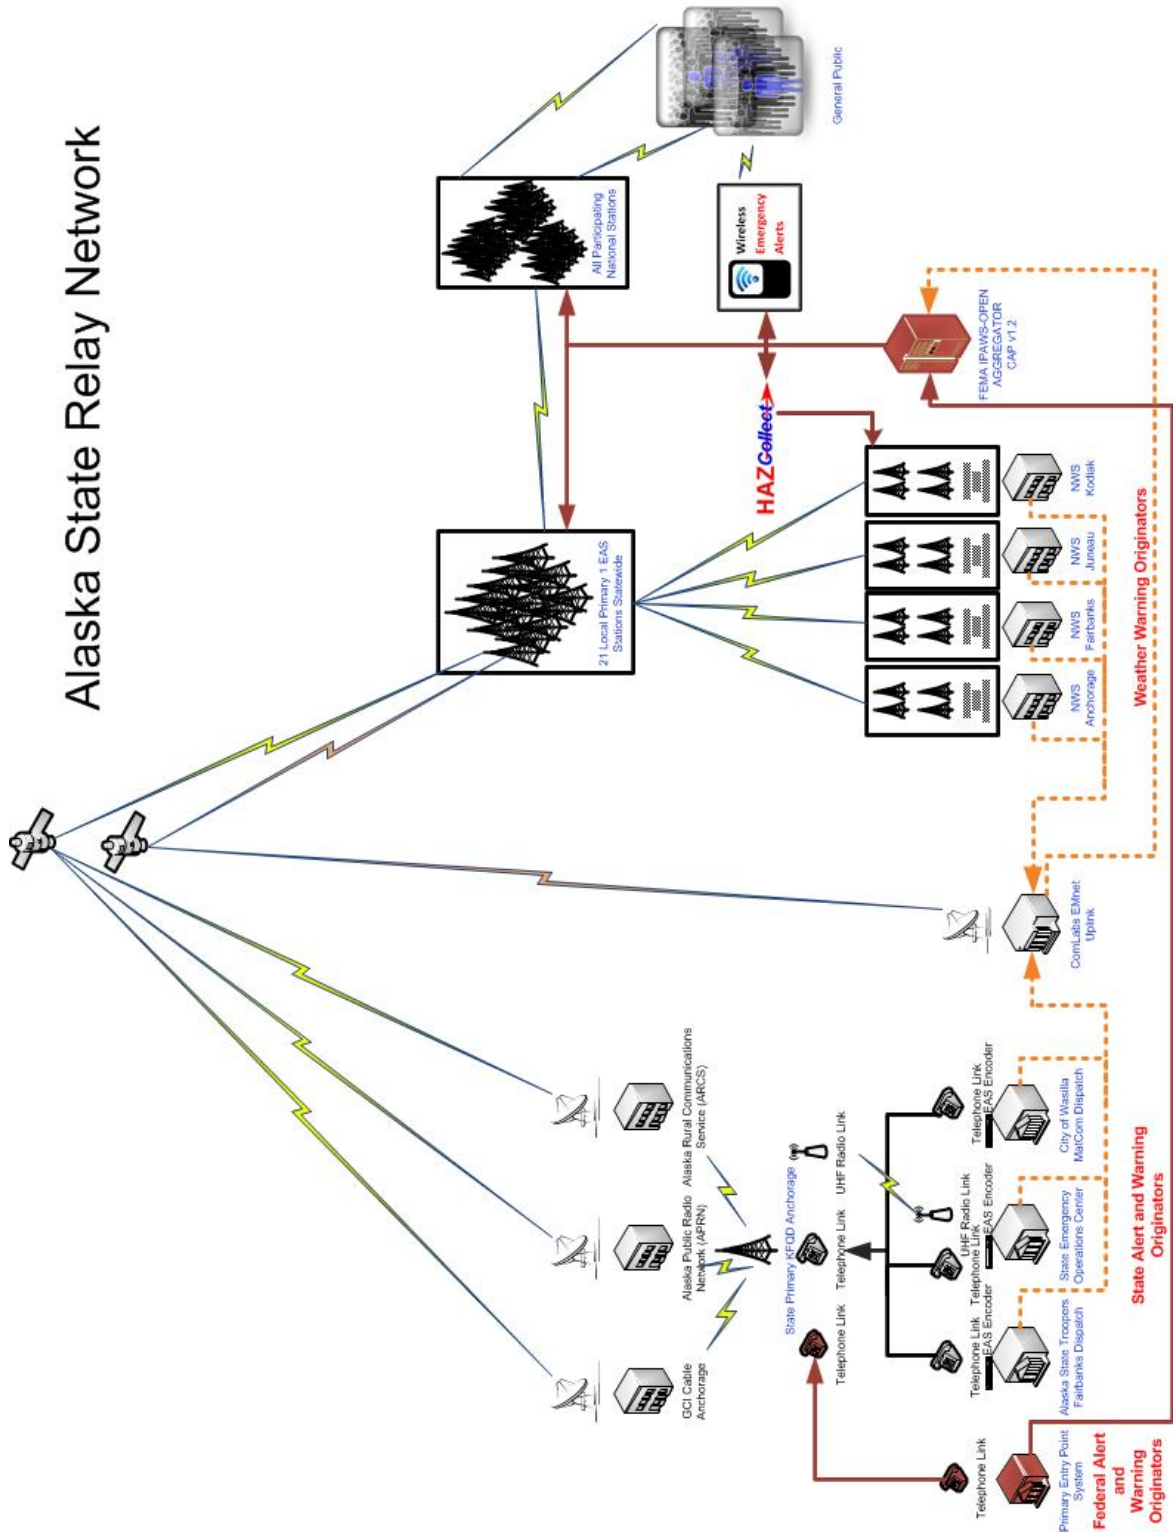 Alaska State Relay Network
General Public
All Participating
National Stations
Wireless
Emergency
Alerts
21 Local Primary 1 EAS
Stations Statewide
HAZCollect
FEMA IPAWS-OPEN
AGGREGATOR
CAP v1.2
NWS
Kodiak
NWS
Juneau
NWS
Fairbanks
NWS
Anchorage
Weather Warning Originators
ComLabs EMnet
Uplink
GCI Cable
Anchorage
Alaska Public Radio
Network (APRN)
Alaska Rural Communications
Service (ARCS)
State Primary KFQD Anchorage
Telephone Link
Telephone Link
UHF Radio Link
Telephone Link
Telephone Link
EAS Encoder
Telephone Link
UHF Radio Link
EAS Encoder
Telephone Link
EAS Encoder
Primary Entry Point
System
Alaska State Troopers
Fairbanks Dispatch
State Emergency
Operations Center
City of Wasilla
MatCom Dispatch
Federal Alert
and
Warning
Originators
State Alert and Warning
Originators